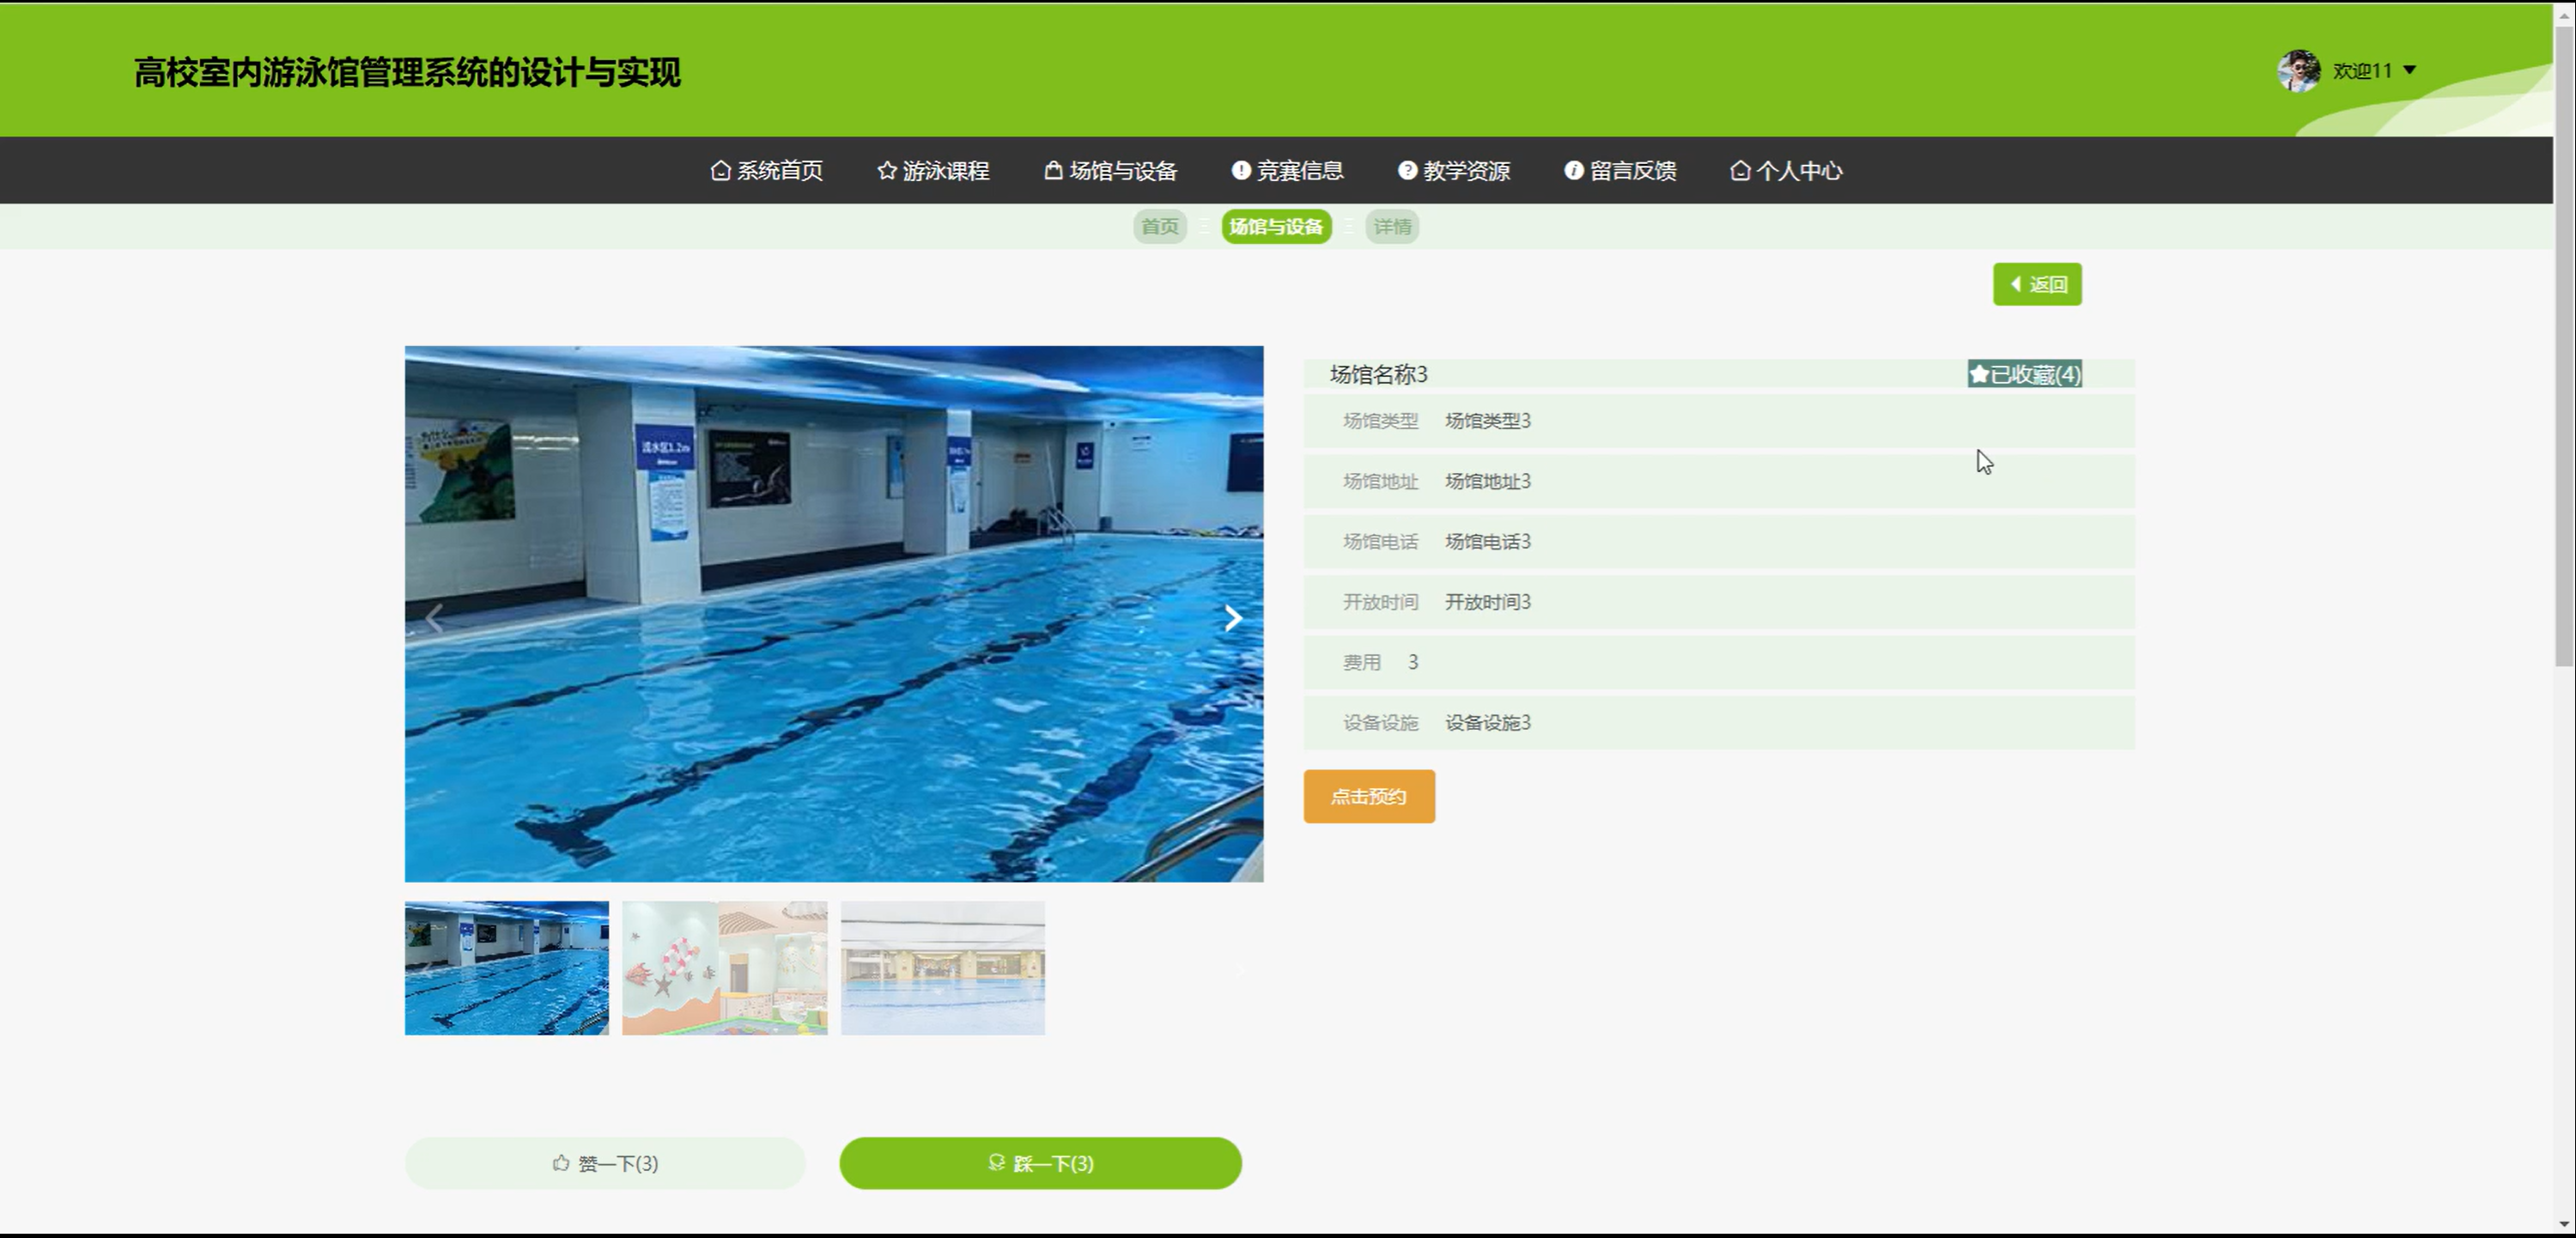 高校室内游泳馆管理系统的设计与实现
欢迎11
系统首页 游泳课程 场馆与设备 竞赛信息 教学资源 留言反馈 个人中心
首页 场馆与设备 详情
返回
场馆名称3 已收藏(4)
场馆类型 场馆类型3
场馆地址 场馆地址3
场馆电话 场馆电话3
开放时间 开放时间3
费用 3
设备设施 设备设施3
点击预约
浅水区1.2m
赞一下(3) 踩一下(3)